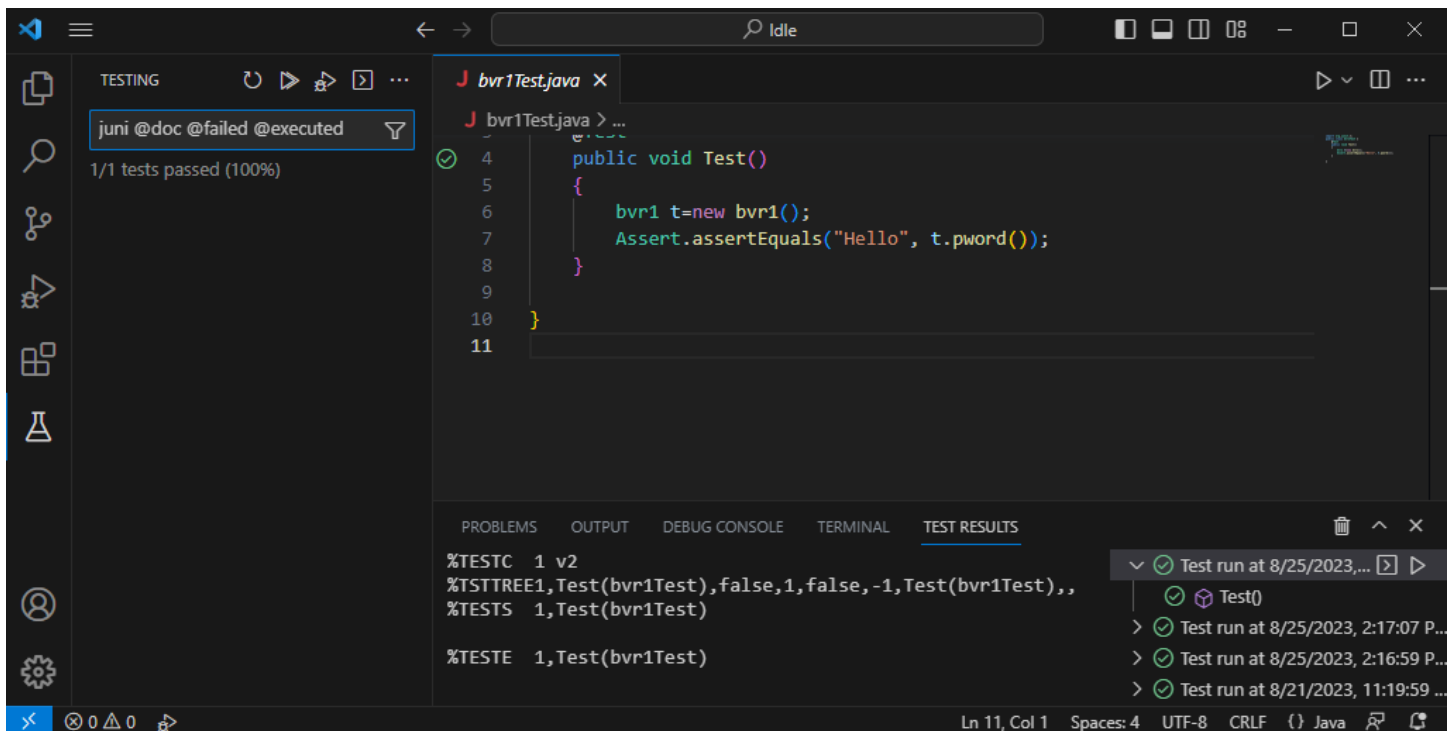 Idle
TESTING
juni @doc @failed @executed
1/1 tests passed (100%)
J bvr1Test.java
J bvr1Test.java > ...
4 public void Test()
5 {
6 bvr1 t=new bvr1();
7 Assert.assertEquals("Hello", t.pword());
8 }
9
10 }
11
PROBLEMS OUTPUT DEBUG CONSOLE TERMINAL TEST RESULTS
%TESTC 1 v2
%TSTTREE1,Test(bvr1Test),false,1,false,-1,Test(bvr1Test),,
%TESTS 1,Test(bvr1Test)
%TESTE 1,Test(bvr1Test)
Test run at 8/25/2023,...
Test()
Test run at 8/25/2023, 2:17:07 P...
Test run at 8/25/2023, 2:16:59 P...
Test run at 8/21/2023, 11:19:59 ...
0 0
Ln 11, Col 1 Spaces: 4 UTF-8 CRLF {} Java